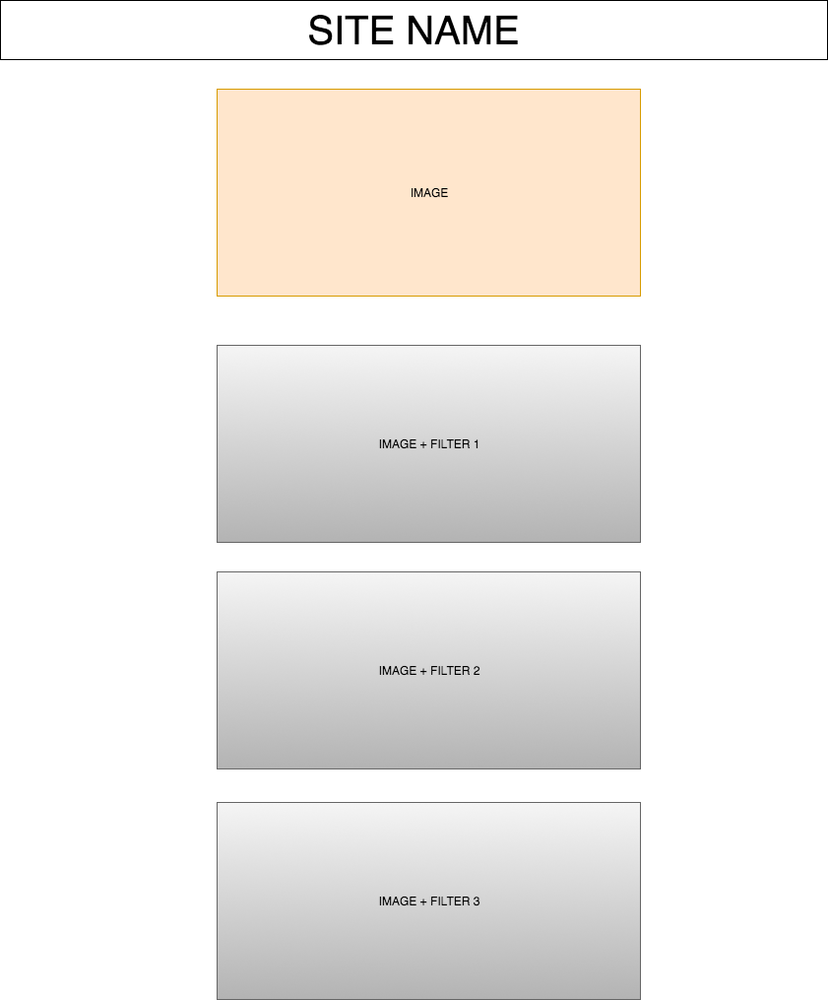 SITE NAME
IMAGE
IMAGE + FILTER 1
IMAGE + FILTER 2
IMAGE + FILTER 3